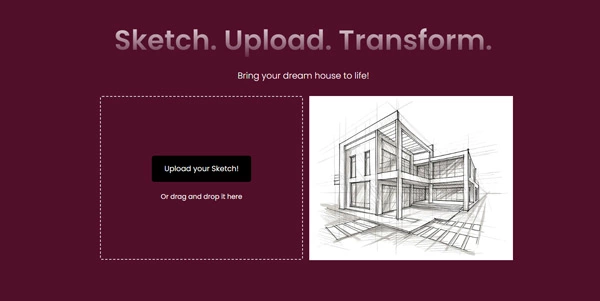 Sketch. Upload. Transform.
Bring your dream house to life!
Upload your Sketch!
Or drag and drop it here